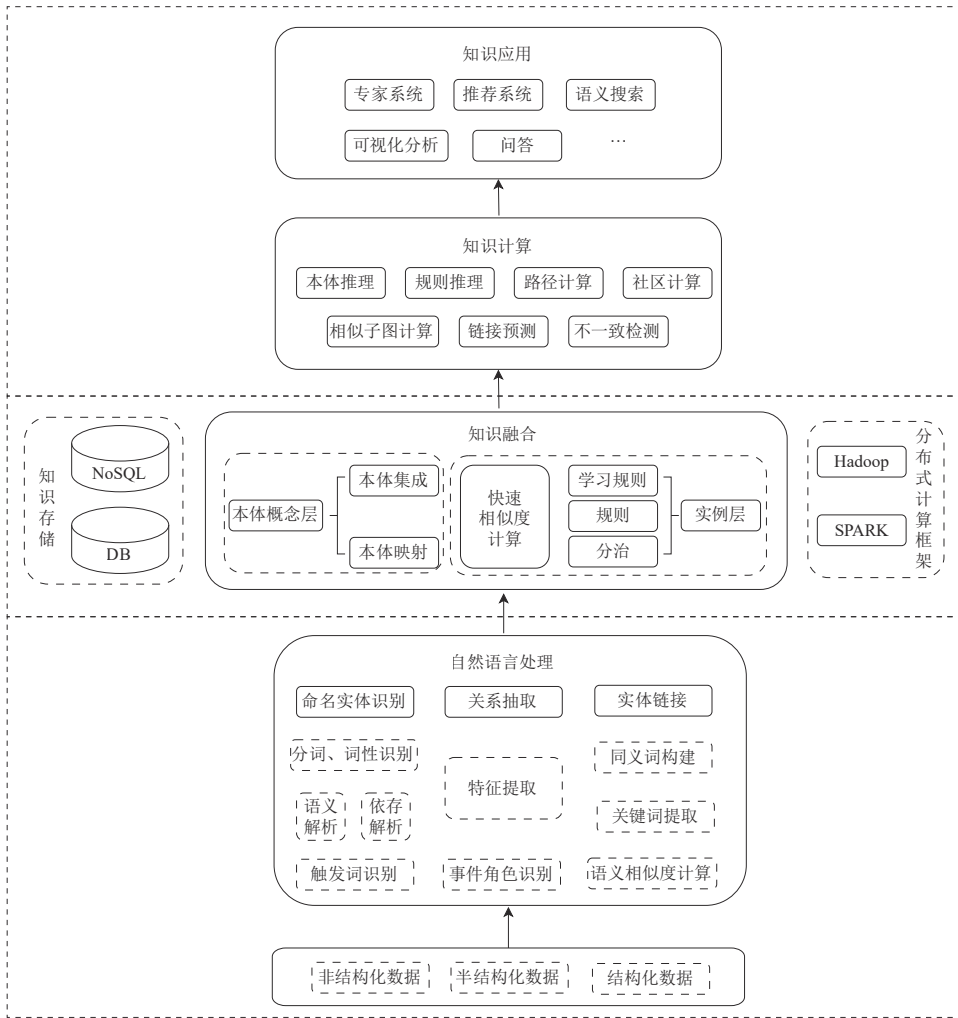 知识应用
专家系统
推荐系统
语义搜索
可视化分析
问答
…
知识计算
本体推理
规则推理
路径计算
社区计算
相似子图计算
链接预测
不一致检测
知识存储
NoSQL
DB
知识融合
本体概念层
本体集成
本体映射
快速
相似度
计算
学习规则
规则
分治
实例层
Hadoop
SPARK
分布式计算框架
自然语言处理
命名实体识别
关系抽取
实体链接
分词、词性识别
特征提取
同义词构建
语义
解析
依存
解析
关键词提取
触发词识别
事件角色识别
语义相似度计算
非结构化数据
半结构化数据
结构化数据